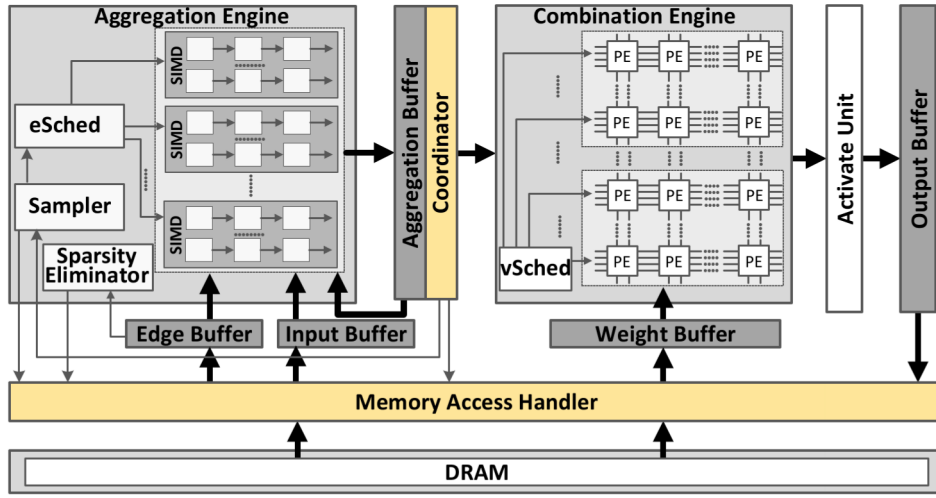 Aggregation Engine
SIMD
SIMD
SIMD
eSched
Sampler
Sparsity
Eliminator
Aggregation Buffer
Coordinator
Combination Engine
PE PE PE
PE PE PE
PE PE PE
PE PE PE
vSched
Activate Unit
Output Buffer
Edge Buffer
Input Buffer
Weight Buffer
Memory Access Handler
DRAM